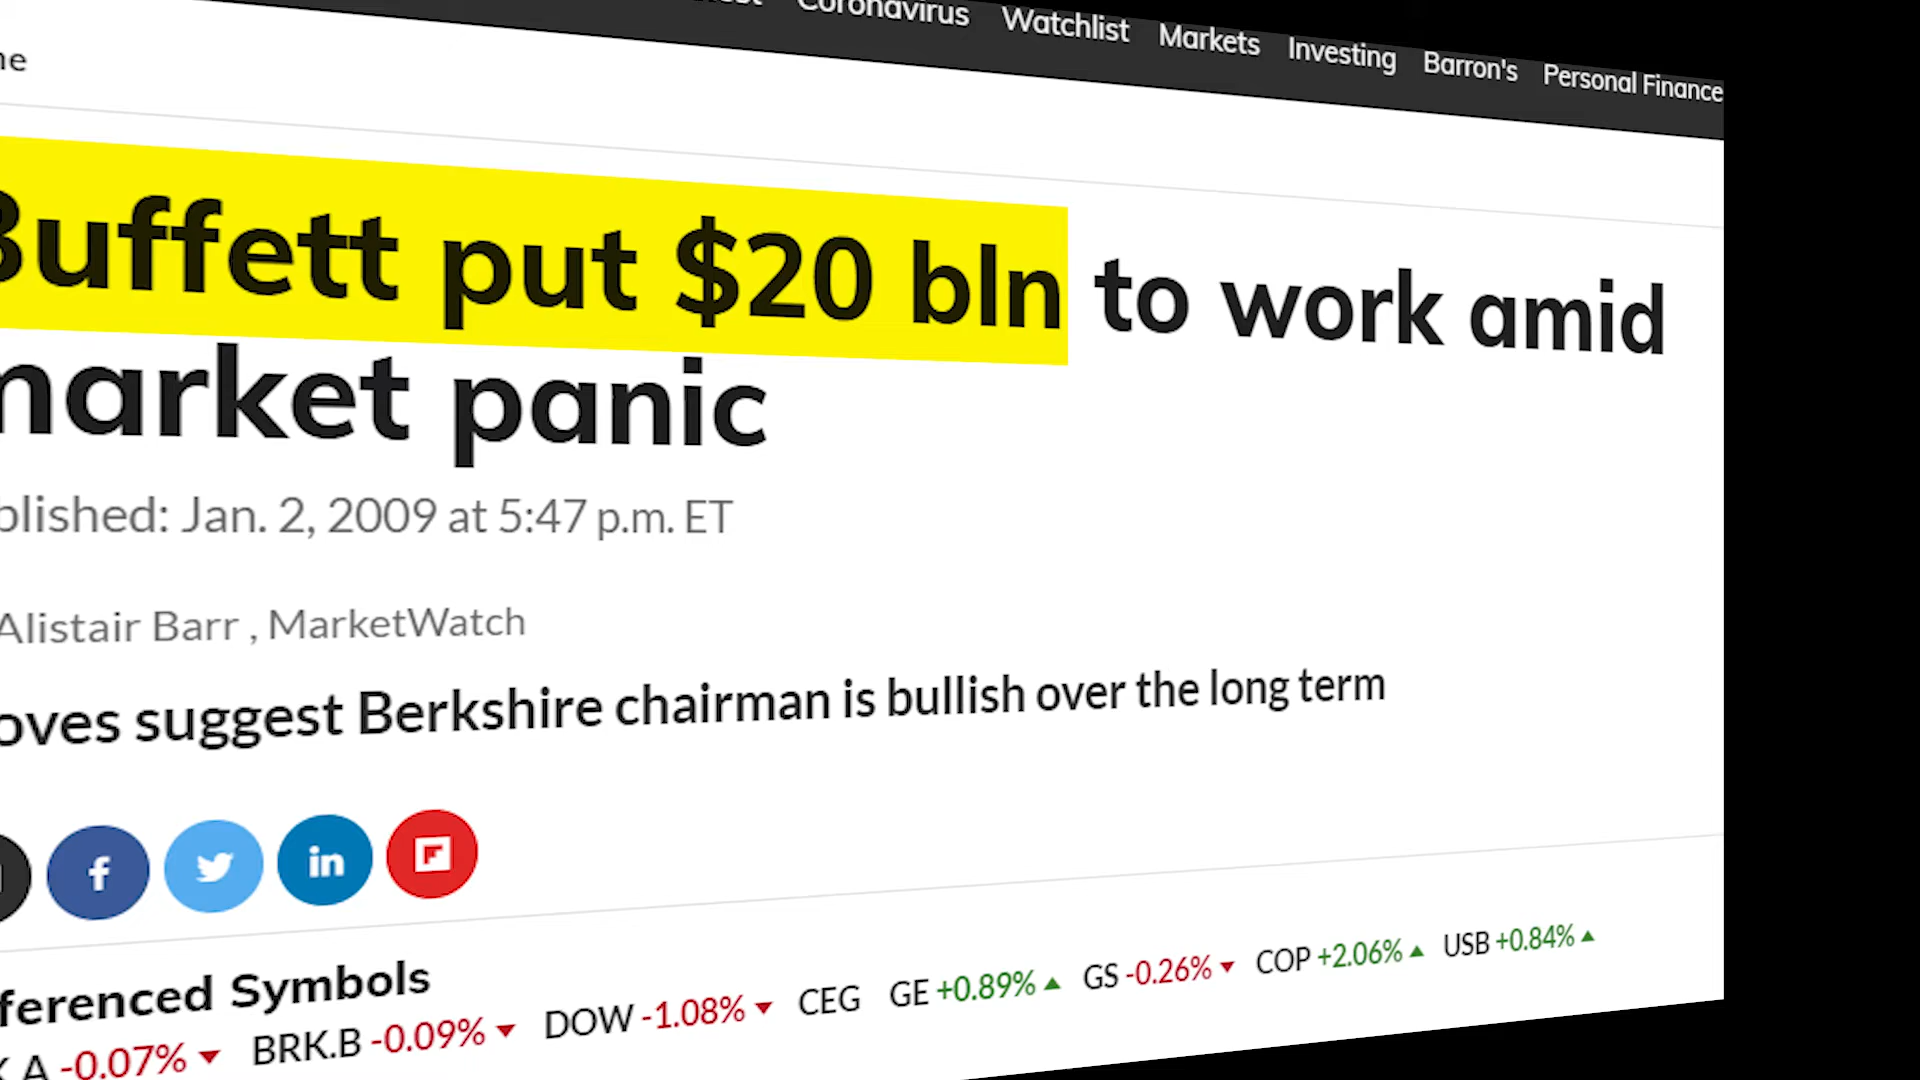 Coronavirus Watchlist Markets Investing Barron's Personal Finance
Buffett put $20 bln to work amid
market panic
blished: Jan. 2, 2009 at 5:47 p.m. ET
Alistair Barr , MarketWatch
oves suggest Berkshire chairman is bullish over the long term
ferenced Symbols
A -0.07% BRK.B -0.09% DOW -1.08% CEG GE +0.89% GS -0.26% COP +2.06% USB +0.84%